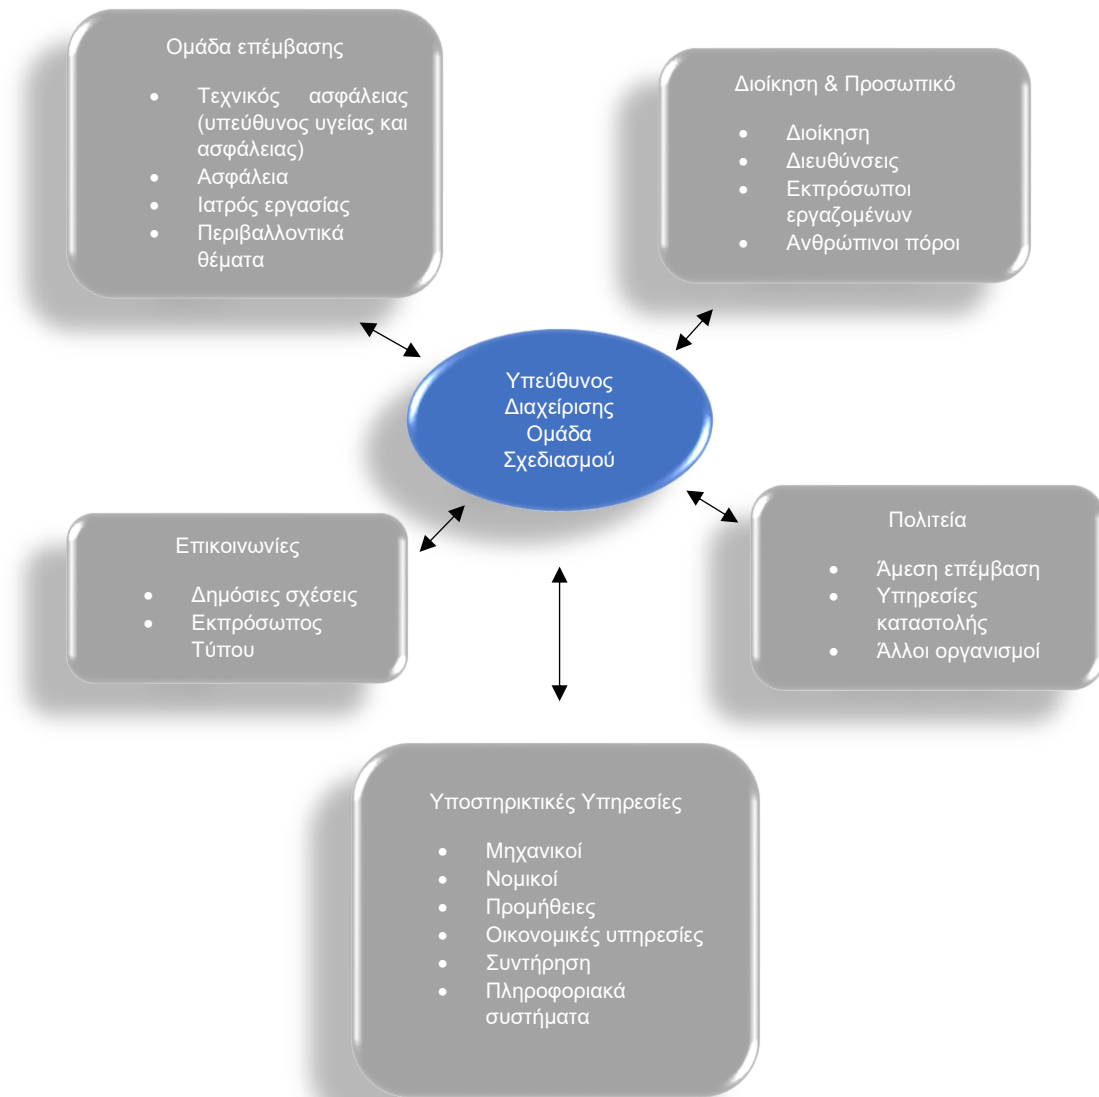 Ομάδα επέμβασης
• Τεχνικός ασφάλειας
(υπεύθυνος υγείας και
ασφάλειας)
• Ασφάλεια
• Ιατρός εργασίας
• Περιβαλλοντικά
θέματα
Διοίκηση & Προσωπικό
• Διοίκηση
• Διευθύνσεις
• Εκπρόσωποι
εργαζομένων
• Ανθρώπινοι πόροι
Υπεύθυνος
Διαχείρισης
Ομάδα
Σχεδιασμού
Επικοινωνίες
• Δημόσιες σχέσεις
• Εκπρόσωπος
Τύπου
Πολιτεία
• Άμεση επέμβαση
• Υπηρεσίες
καταστολής
• Άλλοι οργανισμοί
Υποστηρικτικές Υπηρεσίες
• Μηχανικοί
• Νομικοί
• Προμήθειες
• Οικονομικές υπηρεσίες
• Συντήρηση
• Πληροφοριακά
συστήματα